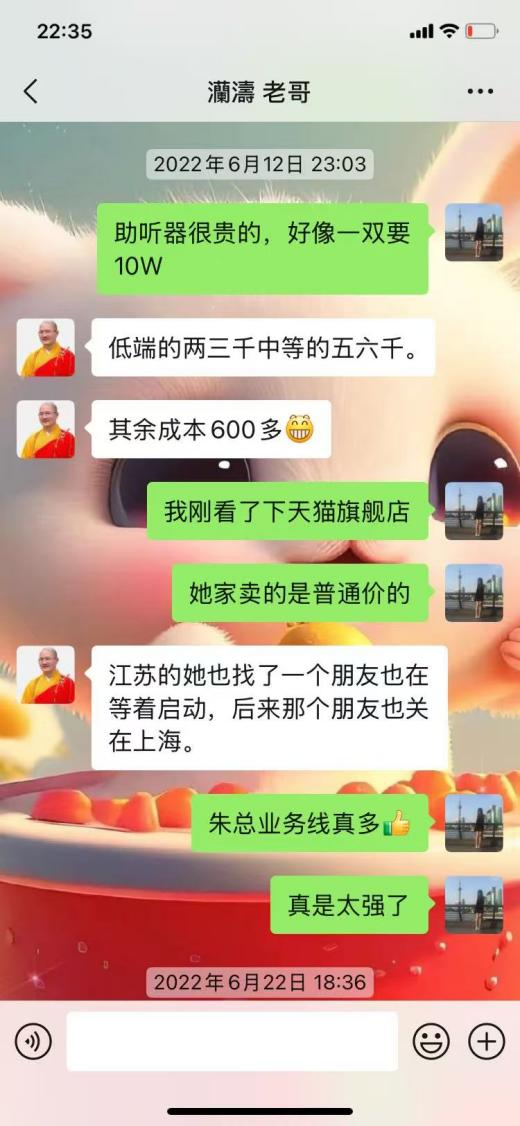 22:35
灡濤 老哥
2022年6月12日 23:03
助听器很贵的，好像一双要
10W
低端的两三千中等的五六千。
其余成本600多😁
我刚看了下天猫旗舰店
她家卖的是普通价的
江苏的她也找了一个朋友也在
等着启动，后来那个朋友也关
在上海。
朱总业务线真多👍
真是太强了
2022年6月22日 18:36